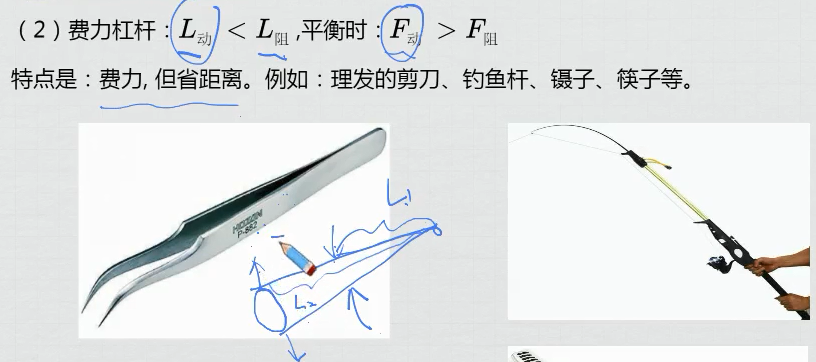 （2）费力杠杆：L动 < L阻 ,平衡时：F动 > F阻
特点是：费力, 但省距离。例如：理发的剪刀、钓鱼杆、镊子、筷子等。
L1
P-882
L2